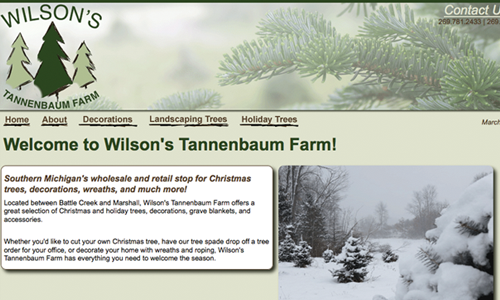 WILSON'S
TANNENBAUM FARM
Contact U
269.781.2433 | 269
Home About Decorations Landscaping Trees Holiday Trees
March
Welcome to Wilson's Tannenbaum Farm!
Southern Michigan's wholesale and retail stop for Christmas
trees, decorations, wreaths, and much more!
Located between Battle Creek and Marshall, Wilson's Tannenbaum Farm offers a
great selection of Christmas and holiday trees, decorations, grave blankets, and
accessories.
Whether you'd like to cut your own Christmas tree, have our tree spade drop off a tree
order for your office, or decorate your home with wreaths and roping, Wilson's
Tannenbaum Farm has everything you need to welcome the season.